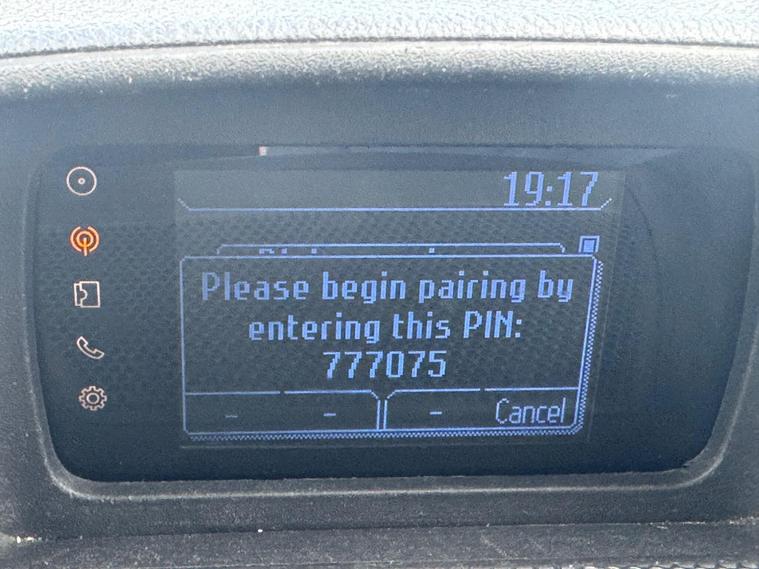 19:17
Please begin pairing by
entering this PIN:
777075
Cancel